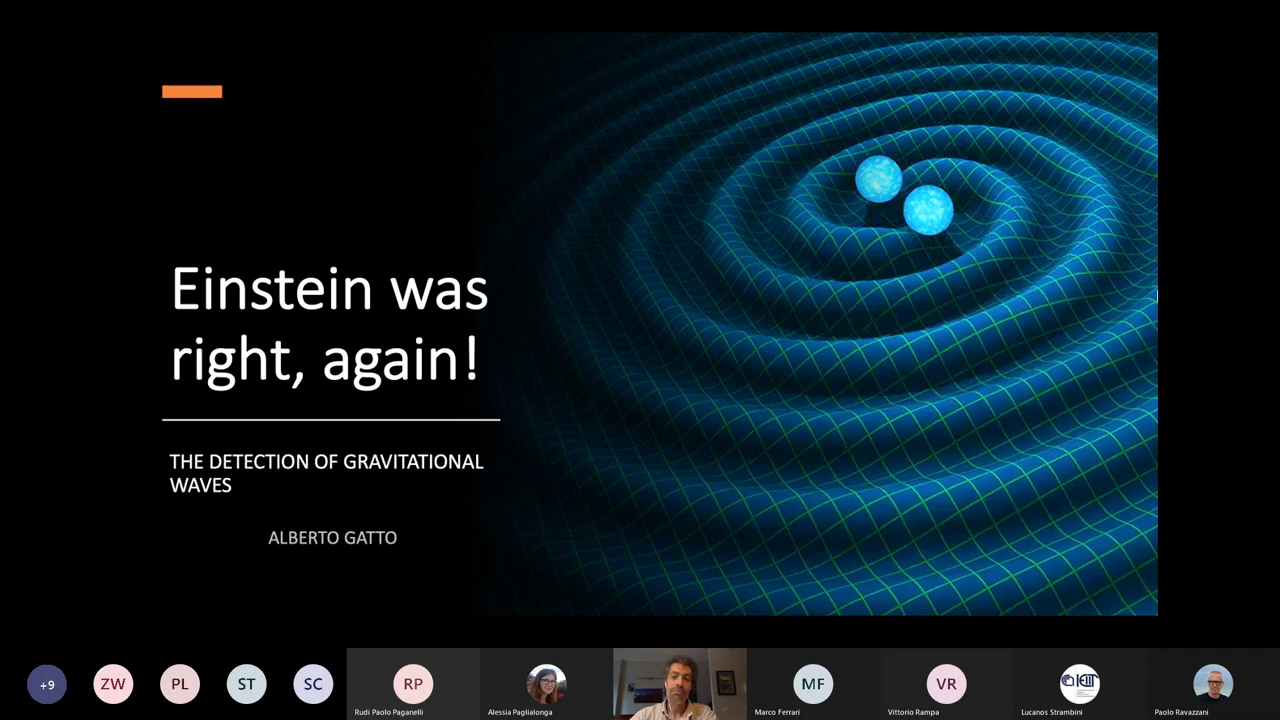 Einstein was
right, again!
THE DETECTION OF GRAVITATIONAL
WAVES
ALBERTO GATTO
+9
ZW
PL
ST
SC
RP
MF
VR
IEIIT
Rudi Paolo Paganelli
Alessia Paglialonga
Marco Ferrari
Vittorio Rampa
Lucanos Strambini
Paolo Ravazzani